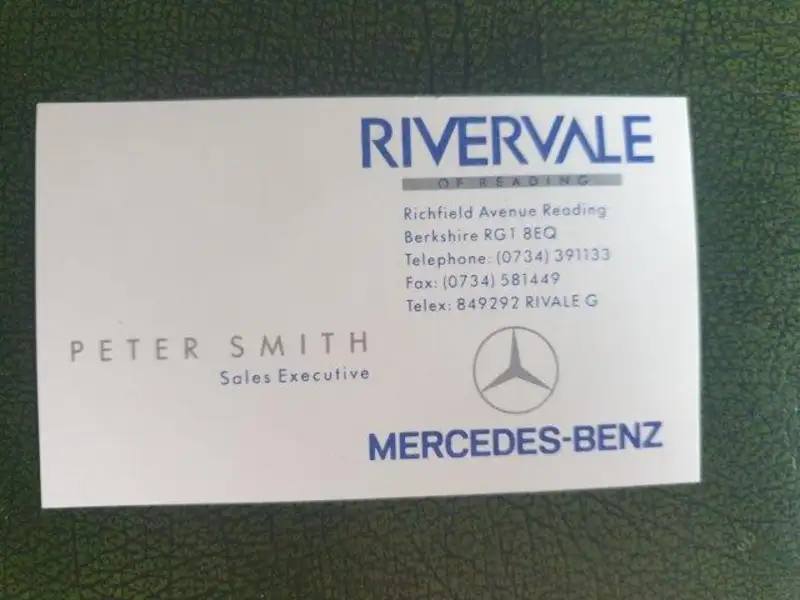 RIVERVALE
OF READING
Richfield Avenue Reading
Berkshire RG1 8EQ
Telephone: (0734) 391133
Fax: (0734) 581449
Telex: 849292 RIVALE G
PETER SMITH
Sales Executive
MERCEDES-BENZ